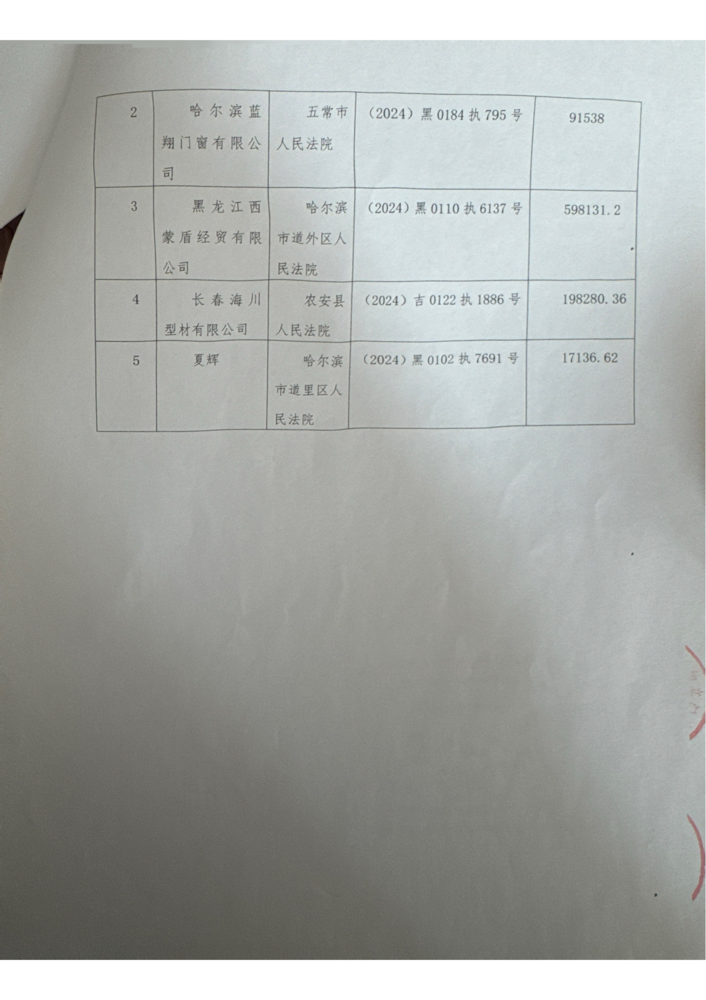 2 哈尔滨蓝 五常市 （2024）黑 0184 执 795 号 91538
翔门窗有限公 人民法院
司
3 黑龙江西 哈尔滨 （2024）黑 0110 执 6137 号 598131.2
蒙盾经贸有限 市道外区人
公司 民法院
4 长春海川 农安县 （2024）吉 0122 执 1886 号 198280.36
型材有限公司 人民法院
5 夏辉 哈尔滨 （2024）黑 0102 执 7691 号 17136.62
市道里区人
民法院